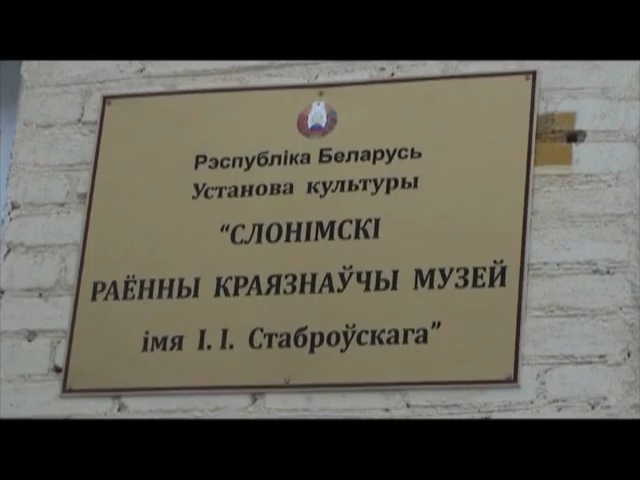 Рэспубліка Беларусь
Установа культуры
“СЛОНІМСКІ
РАЁННЫ КРАЯЗНАЎЧЫ МУЗЕЙ
імя І. І. Стаброўскага”